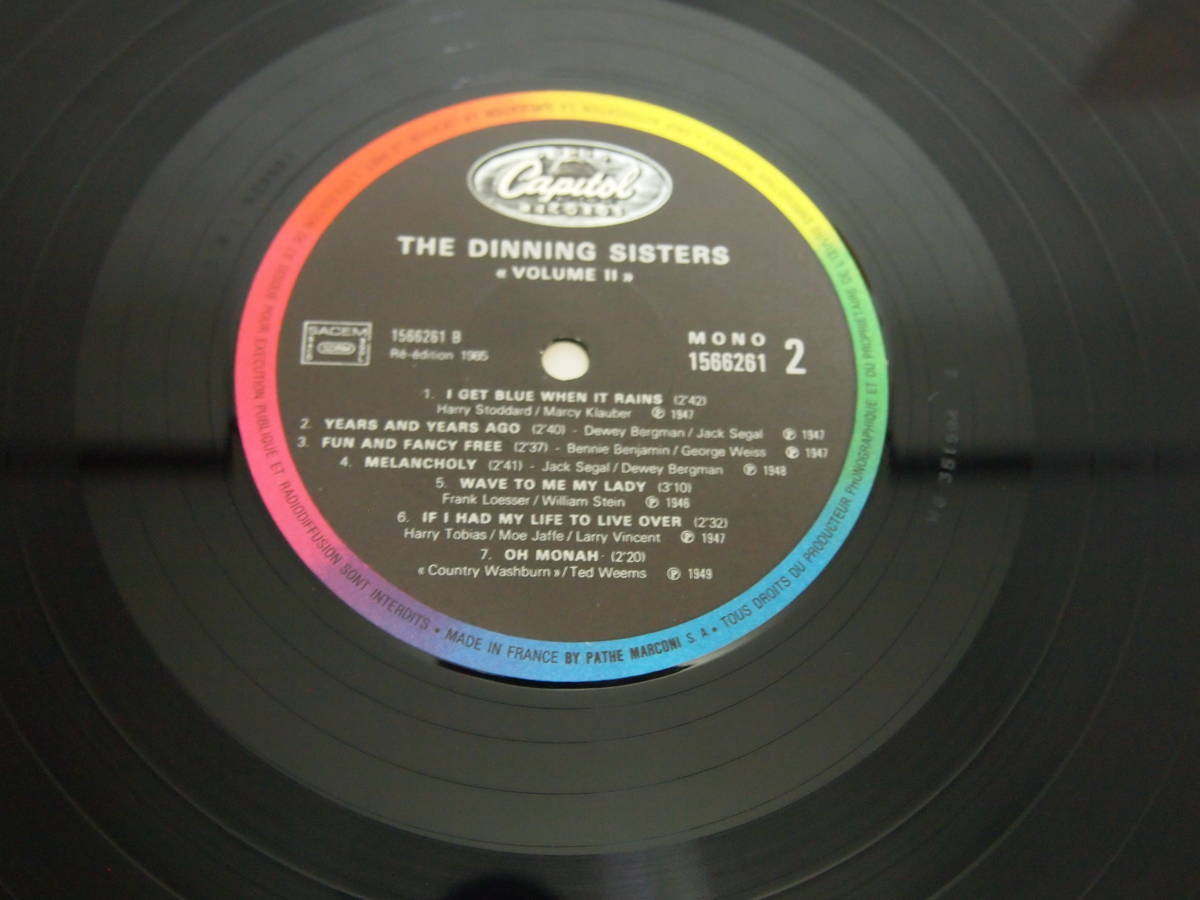 Capitol
RECORDS
THE DINNING SISTERS
« VOLUME II »
SACEM
1566261 B
Ré-édition 1985
MONO
1566261
2
1. I GET BLUE WHEN IT RAINS (2'42)
Harry Stoddard / Marcy Klauber ℗ 1947
2. YEARS AND YEARS AGO (2'40) - Dewey Bergman / Jack Segal ℗ 1947
3. FUN AND FANCY FREE (2'37) - Bennie Benjamin / George Weiss ℗ 1947
4. MELANCHOLY (2'41) - Jack Segal / Dewey Bergman ℗ 1948
5. WAVE TO ME MY LADY (3'10)
Frank Loesser / William Stein ℗ 1946
6. IF I HAD MY LIFE TO LIVE OVER (2'32)
Harry Tobias / Moe Jaffe / Larry Vincent ℗ 1947
7. OH MONAH (2'20)
« Country Washburn » / Ted Weems ℗ 1949
POUR EXECUTION PUBLIQUE ET RADIODIFFUSION SONT INTERDITS • MADE IN FRANCE BY PATHE MARCONI S.A. • TOUS DROITS DU PRODUCTEUR PHONOGRAPHIQUE ET DU PROPRIETAIRE DE L'ŒUVRE